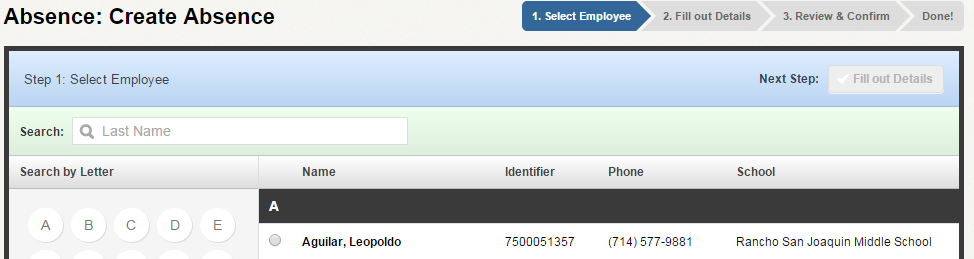 Absence: Create Absence
1. Select Employee 2. Fill out Details 3. Review & Confirm Done!
Step 1: Select Employee
Next Step: Fill out Details
Search: Last Name
Search by Letter Name Identifier Phone School
A
A B C D E
Aguilar, Leopoldo 7500051357 (714) 577-9881 Rancho San Joaquin Middle School